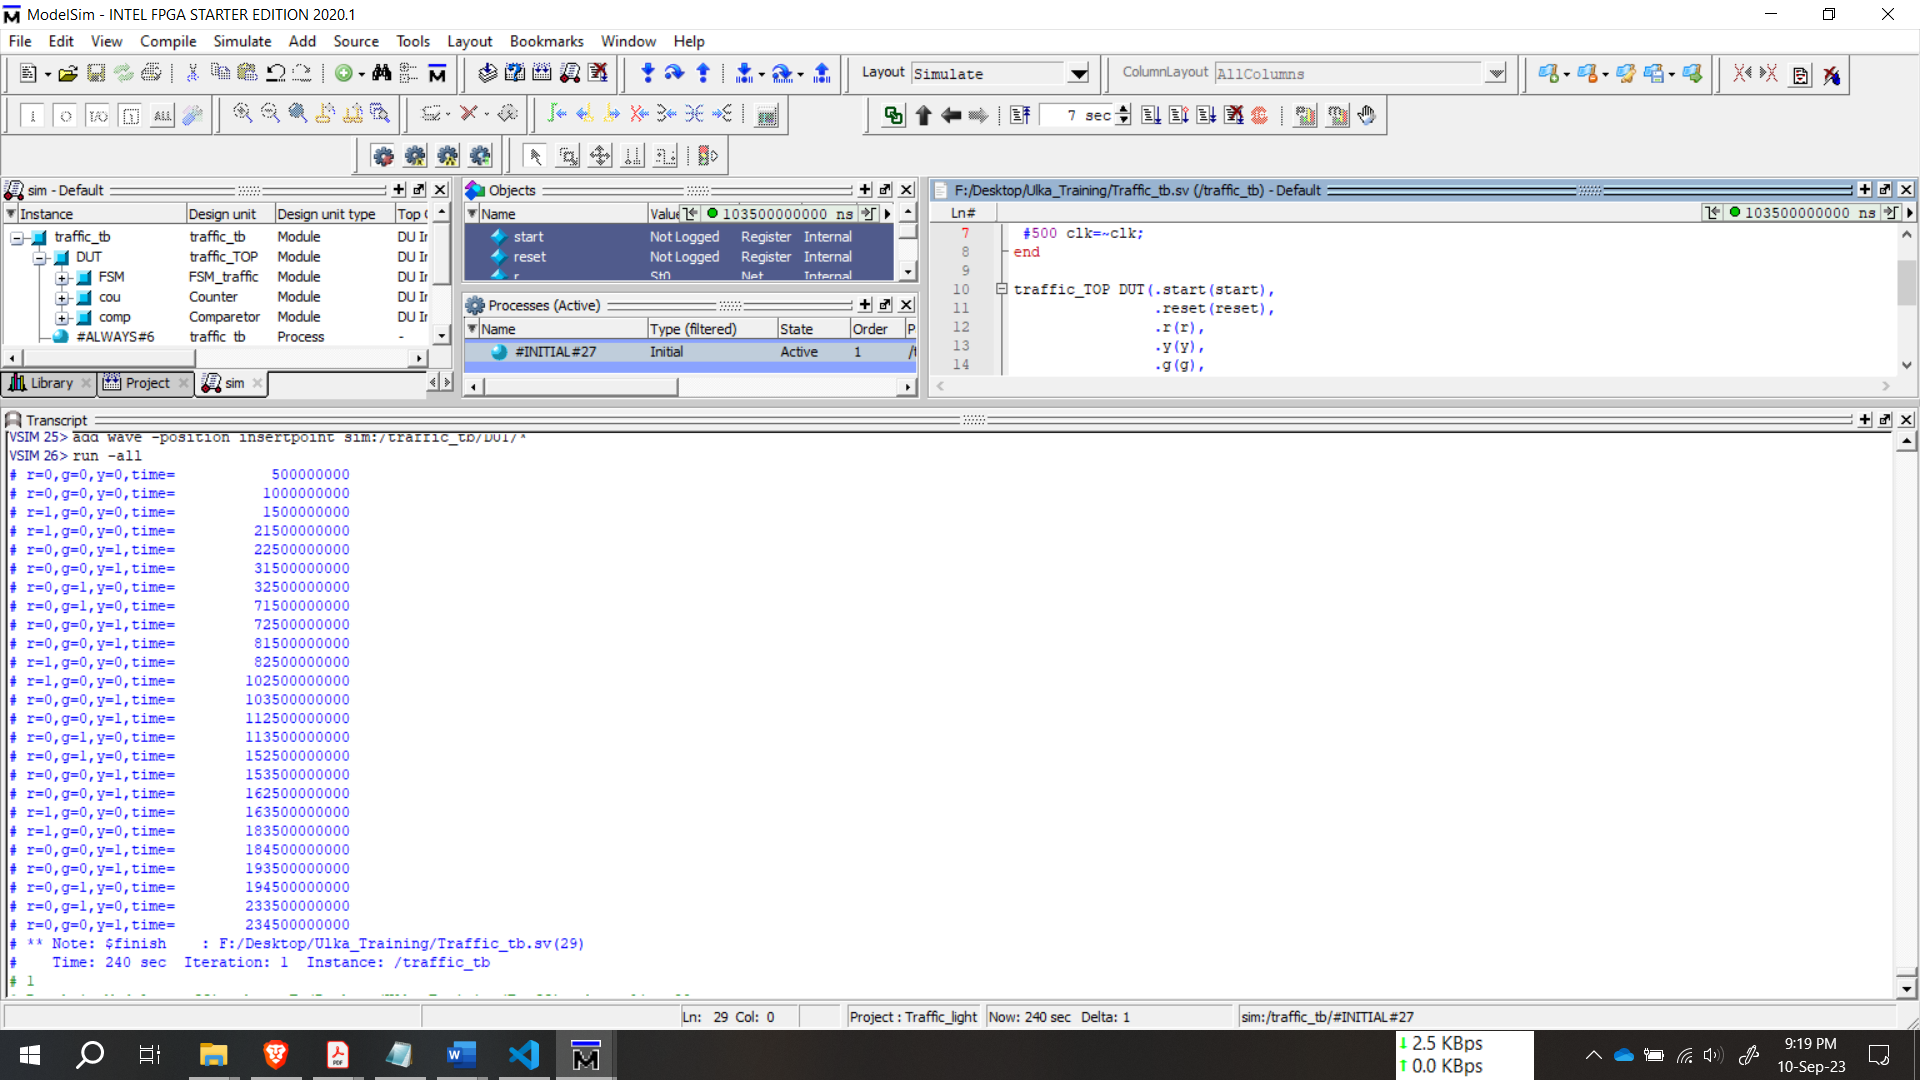 ModelSim - INTEL FPGA STARTER EDITION 2020.1
File Edit View Compile Simulate Add Source Tools Layout Bookmarks Window Help
Layout Simulate ColumnLayout AllColumns
ALL 7 sec
sim - Default
Instance Design unit Design unit type Top
traffic_tb traffic_tb Module DU In
DUT traffic_TOP Module DU In
FSM FSM_traffic Module DU In
cou Counter Module DU In
comp Comparetor Module DU In
#ALWAYS#6 traffic_tb Process -
Library Project sim
Objects
Name Value 103500000000 ns
start Not Logged Register Internal
reset Not Logged Register Internal
r St0 Net Internal
Processes (Active)
Name Type (filtered) State Order P
#INITIAL#27 Initial Active 1 /t
F:/Desktop/Ulka_Training/Traffic_tb.sv (/traffic_tb) - Default
Ln# 103500000000 ns
7 #500 clk=~clk;
8 end
9
10 traffic_TOP DUT(.start(start),
11 .reset(reset),
12 .r(r),
13 .y(y),
14 .g(g),
Transcript
VSIM 25> add wave -position insertpoint sim:/traffic_tb/DUT/*
VSIM 26> run -all
# r=0,g=0,y=0,time= 500000000
# r=0,g=0,y=0,time= 1000000000
# r=1,g=0,y=0,time= 1500000000
# r=1,g=0,y=0,time= 21500000000
# r=0,g=0,y=1,time= 22500000000
# r=0,g=0,y=1,time= 31500000000
# r=0,g=1,y=0,time= 32500000000
# r=0,g=1,y=0,time= 71500000000
# r=0,g=0,y=1,time= 72500000000
# r=0,g=0,y=1,time= 81500000000
# r=1,g=0,y=0,time= 82500000000
# r=1,g=0,y=0,time= 102500000000
# r=0,g=0,y=1,time= 103500000000
# r=0,g=0,y=1,time= 112500000000
# r=0,g=1,y=0,time= 113500000000
# r=0,g=1,y=0,time= 152500000000
# r=0,g=0,y=1,time= 153500000000
# r=0,g=0,y=1,time= 162500000000
# r=1,g=0,y=0,time= 163500000000
# r=1,g=0,y=0,time= 183500000000
# r=0,g=0,y=1,time= 184500000000
# r=0,g=0,y=1,time= 193500000000
# r=0,g=1,y=0,time= 194500000000
# r=0,g=1,y=0,time= 233500000000
# r=0,g=0,y=1,time= 234500000000
# ** Note: $finish : F:/Desktop/Ulka_Training/Traffic_tb.sv(29)
# Time: 240 sec Iteration: 1 Instance: /traffic_tb
# 1
Ln: 29 Col: 0 Project : Traffic_light Now: 240 sec Delta: 1 sim:/traffic_tb/#INITIAL#27
2.5 KBps
0.0 KBps
9:19 PM
10-Sep-23